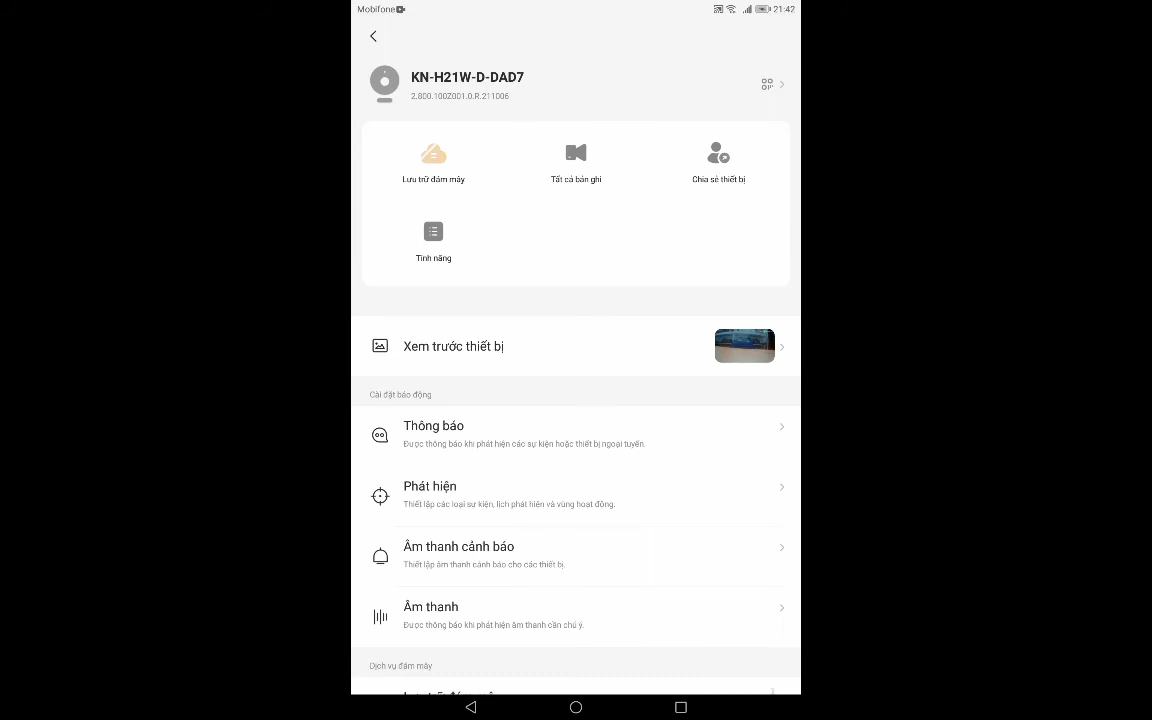 Mobifone
21:42
KN-H21W-D-DAD7
2.800.100Z001.0.R.211006
Lưu trữ đám mây
Tất cả bản ghi
Chia sẻ thiết bị
Tính năng
Xem trước thiết bị
Cài đặt báo động
Thông báo
Được thông báo khi phát hiện các sự kiện hoặc thiết bị ngoại tuyến.
Phát hiện
Thiết lập các loại sự kiện, lịch phát hiện và vùng hoạt động.
Âm thanh cảnh báo
Thiết lập âm thanh cảnh báo cho các thiết bị.
Âm thanh
Được thông báo khi phát hiện âm thanh cần chú ý.
Dịch vụ đám mây